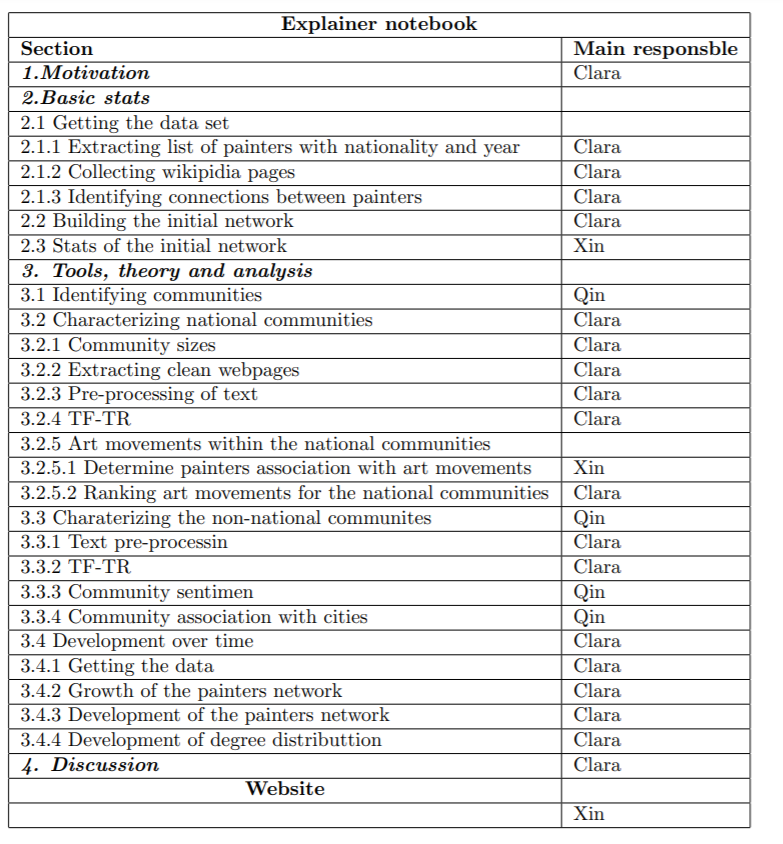 Explainer notebook
Section Main responsble
1.Motivation Clara
2.Basic stats
2.1 Getting the data set
2.1.1 Extracting list of painters with nationality and year Clara
2.1.2 Collecting wikipidia pages Clara
2.1.3 Identifying connections between painters Clara
2.2 Building the initial network Clara
2.3 Stats of the initial network Xin
3. Tools, theory and analysis
3.1 Identifying communities Qin
3.2 Characterizing national communities Clara
3.2.1 Community sizes Clara
3.2.2 Extracting clean webpages Clara
3.2.3 Pre-processing of text Clara
3.2.4 TF-TR Clara
3.2.5 Art movements within the national communities
3.2.5.1 Determine painters association with art movements Xin
3.2.5.2 Ranking art movements for the national communities Clara
3.3 Charaterizing the non-national communites Qin
3.3.1 Text pre-processin Clara
3.3.2 TF-TR Clara
3.3.3 Community sentimen Qin
3.3.4 Community association with cities Qin
3.4 Development over time Clara
3.4.1 Getting the data Clara
3.4.2 Growth of the painters network Clara
3.4.3 Development of the painters network Clara
3.4.4 Development of degree distributtion Clara
4. Discussion Clara
Website
Xin